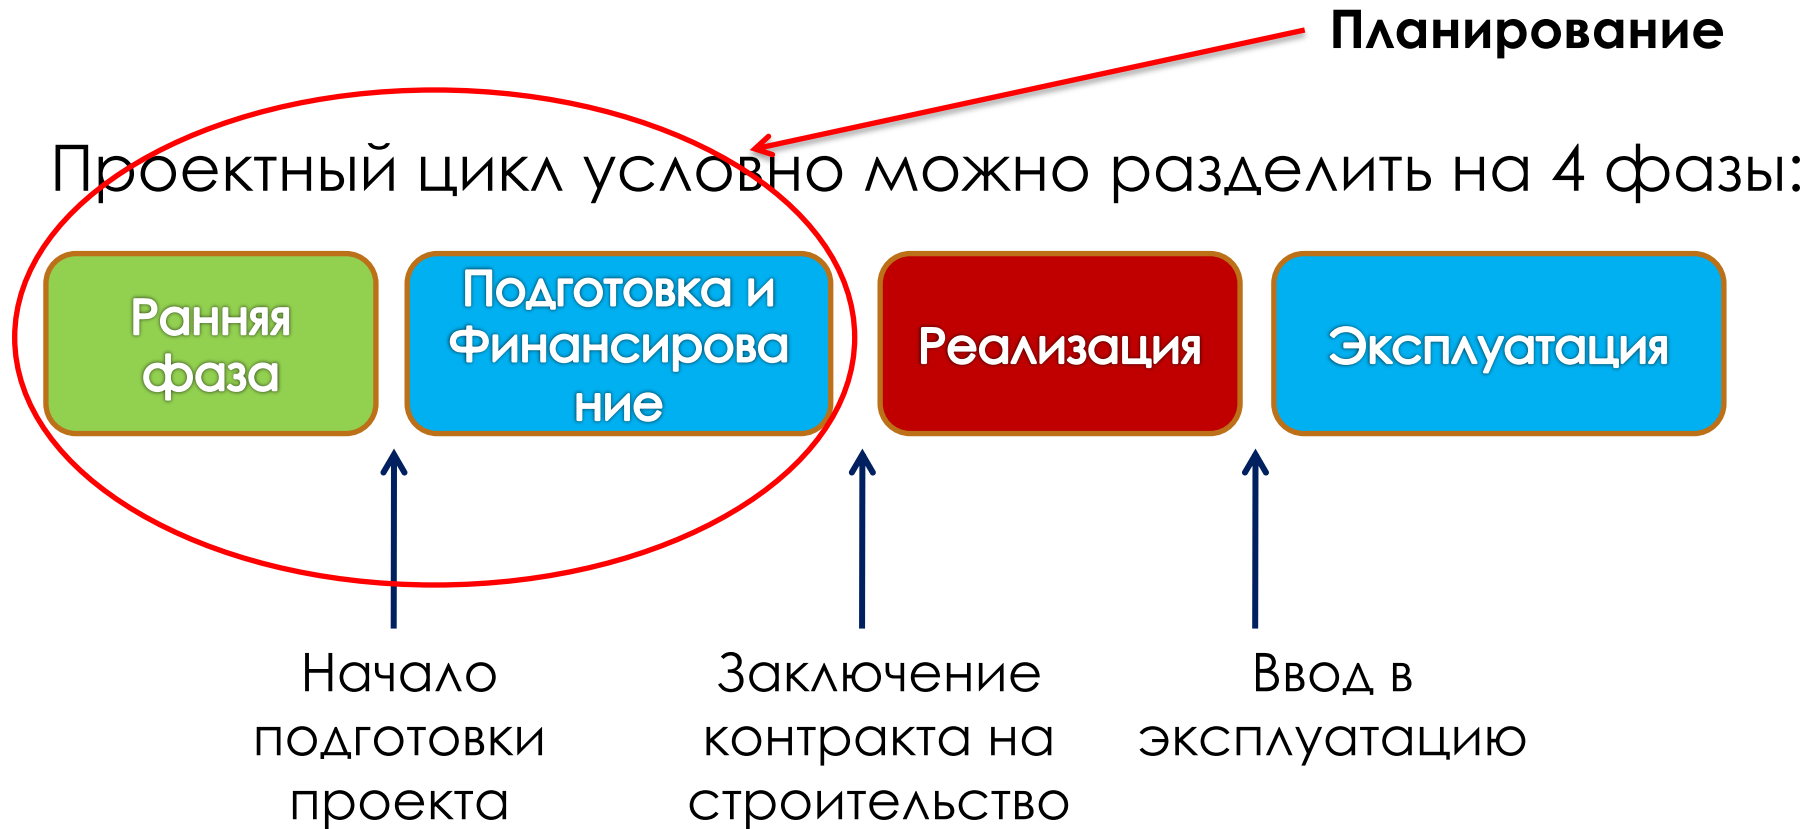 Планирование
Проектный цикл условно можно разделить на 4 фазы:
Ранняя
фаза
Подготовка и
Финансирова
ние
Реализация
Эксплуатация
Начало
подготовки
проекта
Заключение
контракта на
строительство
Ввод в
эксплуатацию